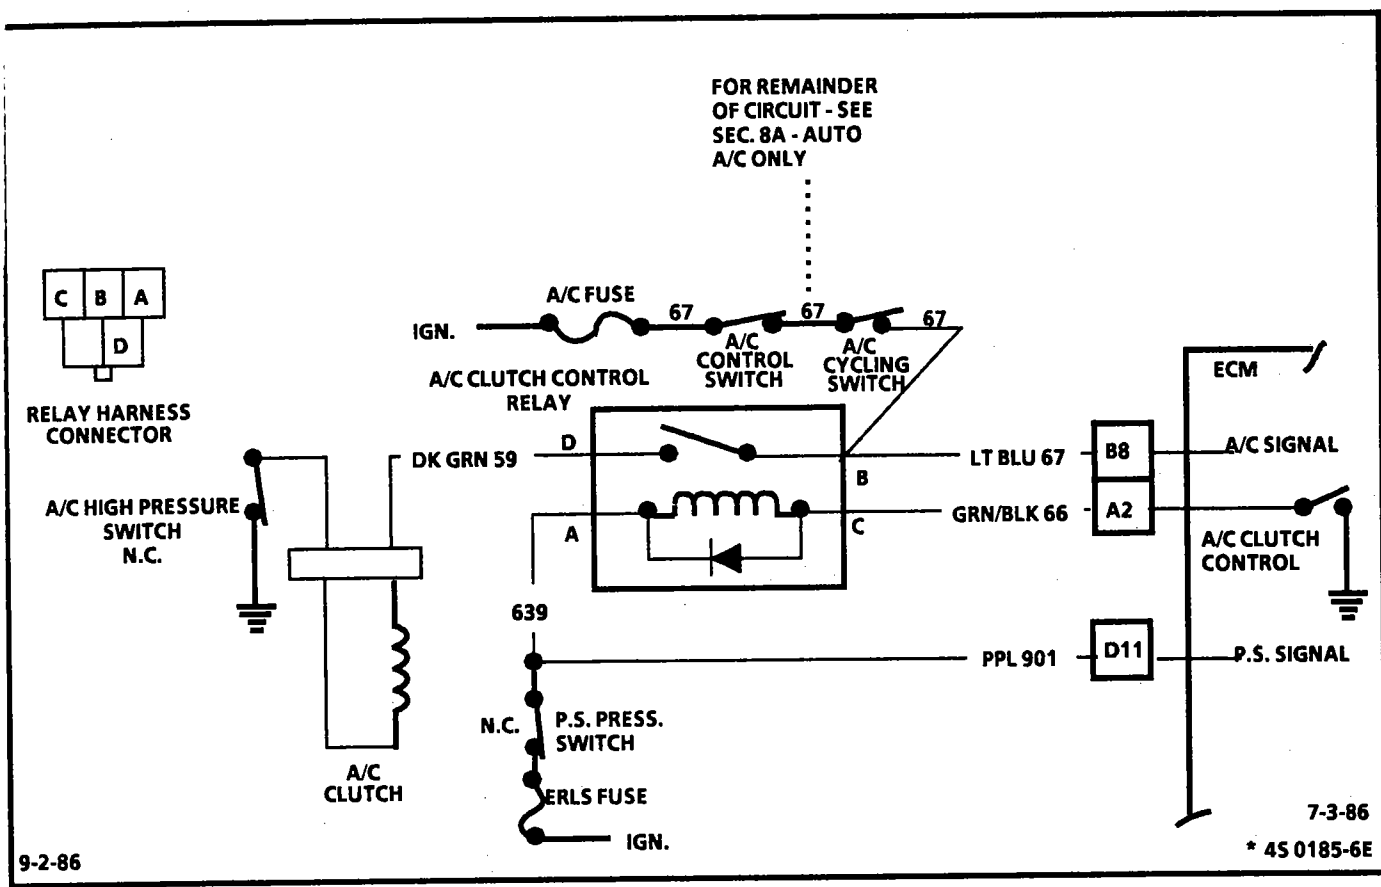 FOR REMAINDER
OF CIRCUIT - SEE
SEC. 8A - AUTO
A/C ONLY
C B A
D
RELAY HARNESS
CONNECTOR
A/C FUSE
IGN.
67
67
67
A/C
CONTROL
SWITCH
A/C
CYCLING
SWITCH
A/C CLUTCH CONTROL
RELAY
ECM
DK GRN 59
D
B
LT BLU 67
B8
A/C SIGNAL
A/C HIGH PRESSURE
SWITCH
N.C.
A
C
GRN/BLK 66
A2
A/C CLUTCH
CONTROL
639
PPL 901
D11
P.S. SIGNAL
N.C.
P.S. PRESS.
SWITCH
A/C
CLUTCH
ERLS FUSE
IGN.
7-3-86
9-2-86
* 4S 0185-6E